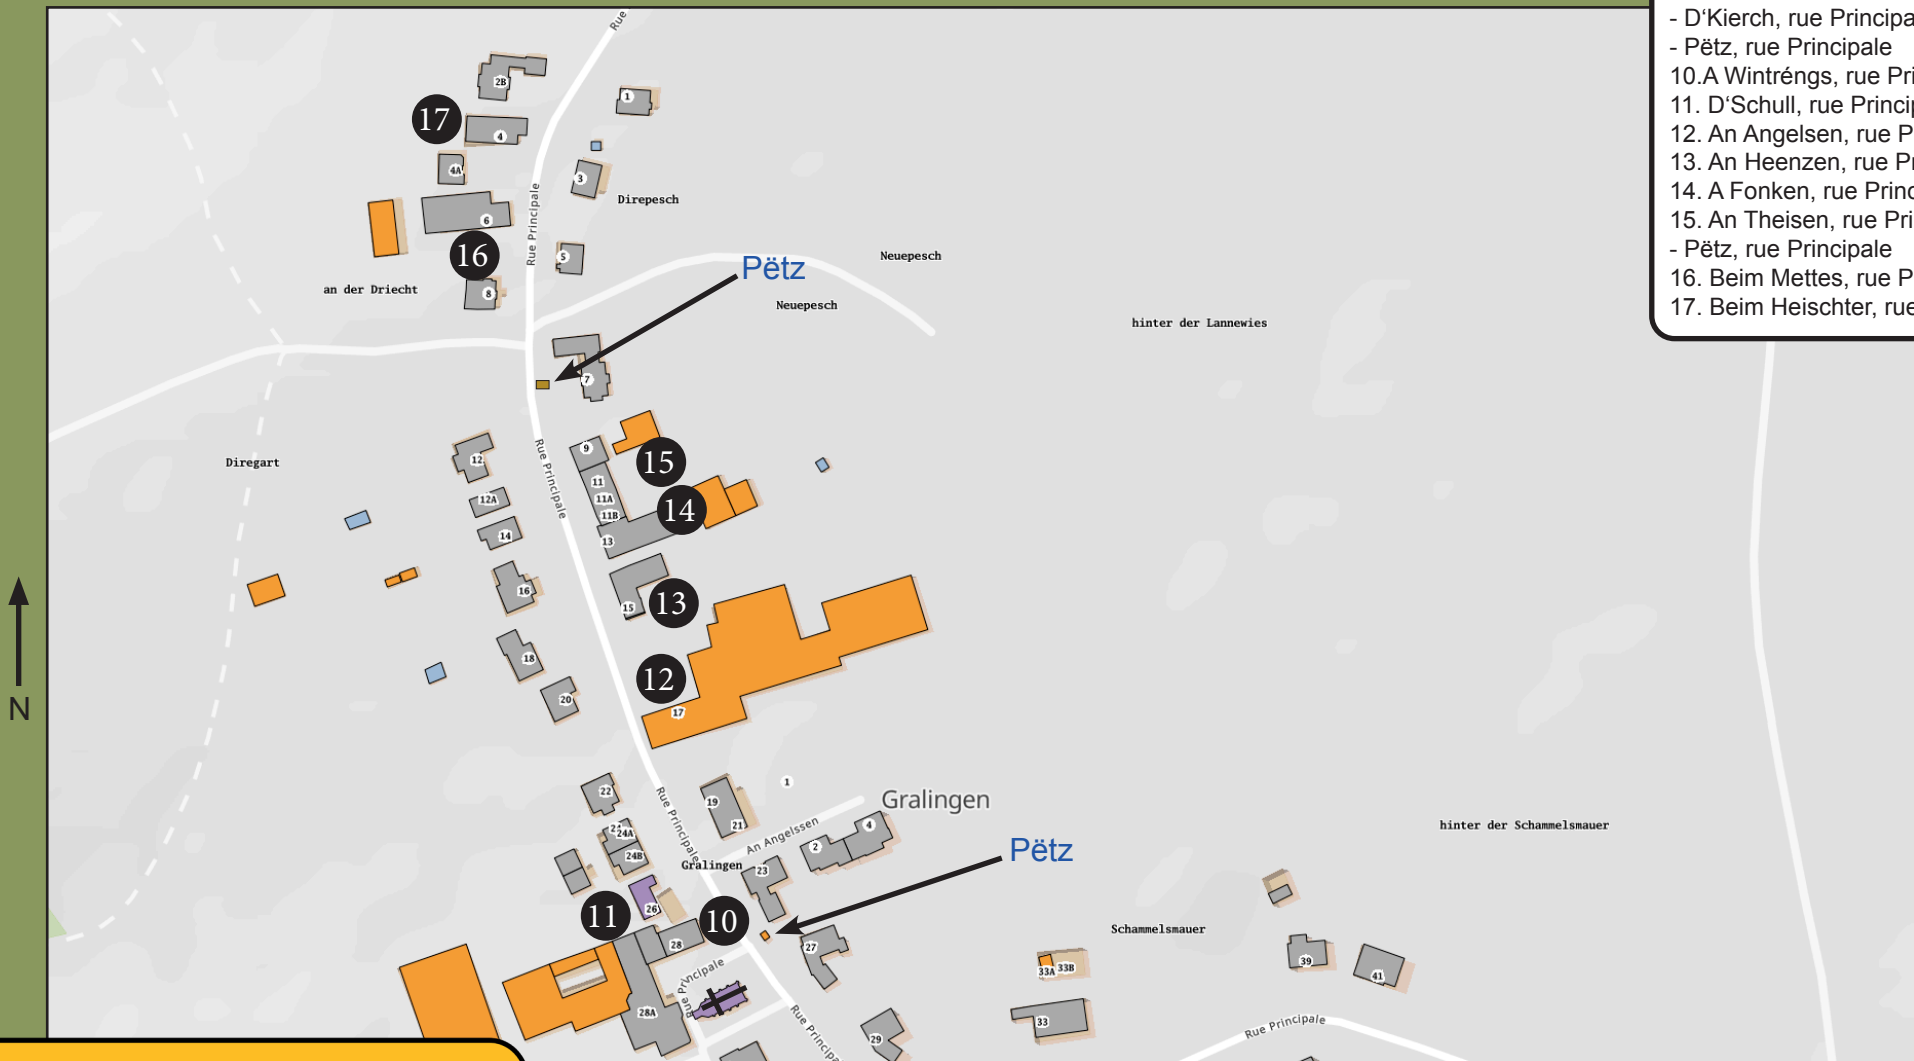 - D‘Kierch, rue Principa
- Pëtz, rue Principale
10.A Wintréngs, rue Pri
11. D‘Schull, rue Princip
12. An Angelsen, rue P
13. An Heenzen, rue Pr
14. A Fonken, rue Princ
15. An Theisen, rue Pri
- Pëtz, rue Principale
16. Beim Mettes, rue P
17. Beim Heischter, rue
Rue
2B
1
17
4
4A
3
Direpesch
6
Rue Principale
16
5
Neuepesch
Pëtz
an der Driecht
8
Neuepesch
hinter der Lannewies
7
9
12
Diregart
15
Rue Principale
11
12A
11A
14
11B
14
13
16
15
13
18
12
20
17
N
22
1
19
Gralingen
21
Rue Principale
An Angelssen
4
hinter der Schammelsmauer
24
24A
2
24B
Gralingen
Pëtz
23
26
11
10
28
27
Schammelsmauer
39
33A
33B
41
Rue Principale
28A
33
Rue Principale
29
Rue Principa